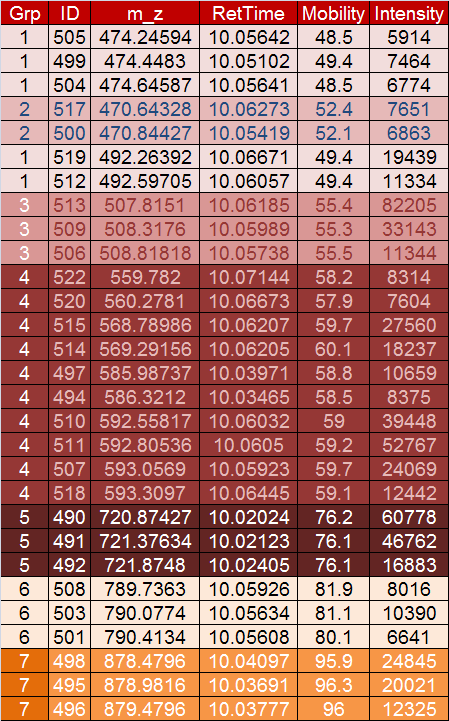 Grp ID m_z RetTime Mobility Intensity
1 505 474.24594 10.05642 48.5 5914
1 499 474.4483 10.05102 49.4 7464
1 504 474.64587 10.05641 48.5 6774
2 517 470.64328 10.06273 52.4 7651
2 500 470.84427 10.05419 52.1 6863
1 519 492.26392 10.06671 49.4 19439
1 512 492.59705 10.06057 49.4 11334
3 513 507.8151 10.06185 55.4 82205
3 509 508.3176 10.05989 55.3 33143
3 506 508.81818 10.05738 55.5 11344
4 522 559.782 10.07144 58.2 8314
4 520 560.2781 10.06673 57.9 7604
4 515 568.78986 10.06207 59.7 27560
4 514 569.29156 10.06205 60.1 18237
4 497 585.98737 10.03971 58.8 10659
4 494 586.3212 10.03465 58.5 8375
4 510 592.55817 10.06032 59 39448
4 511 592.80536 10.0605 59.2 52767
4 507 593.0569 10.05923 59.7 24069
4 518 593.3097 10.06445 59.1 12442
5 490 720.87427 10.02024 76.2 60778
5 491 721.37634 10.02123 76.1 46762
5 492 721.8748 10.02405 76.1 16883
6 508 789.7363 10.05926 81.9 8016
6 503 790.0774 10.05634 81.1 10390
6 501 790.4134 10.05608 80.1 6641
7 498 878.4796 10.04097 95.9 24845
7 495 878.9816 10.03691 96.3 20021
7 496 879.4796 10.03777 96 12325